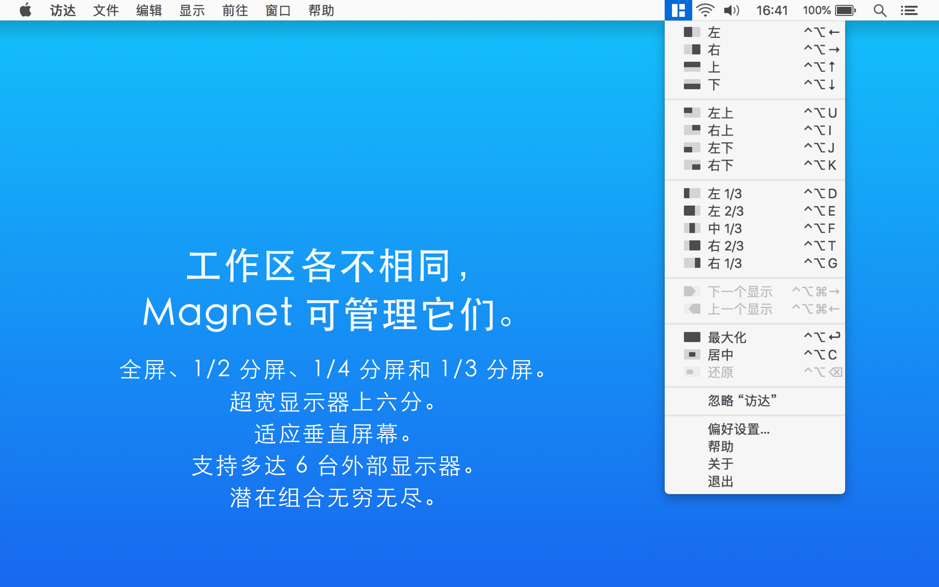 访达 文件 编辑 显示 前往 窗口 帮助 16:41 100%
左 ^⌥←
右 ^⌥→
上 ^⌥↑
下 ^⌥↓
左上 ^⌥U
右上 ^⌥I
左下 ^⌥J
右下 ^⌥K
左 1/3 ^⌥D
左 2/3 ^⌥E
中 1/3 ^⌥F
右 2/3 ^⌥T
右 1/3 ^⌥G
下一个显示 ^⌥⌘→
上一个显示 ^⌥⌘←
最大化 ^⌥↩
居中 ^⌥C
还原 ^⌥⌫
忽略 “访达”
偏好设置...
帮助
关于
退出
工作区各不相同，
Magnet 可管理它们。
全屏、1/2 分屏、1/4 分屏和 1/3 分屏。
超宽显示器上六分。
适应垂直屏幕。
支持多达 6 台外部显示器。
潜在组合无穷无尽。